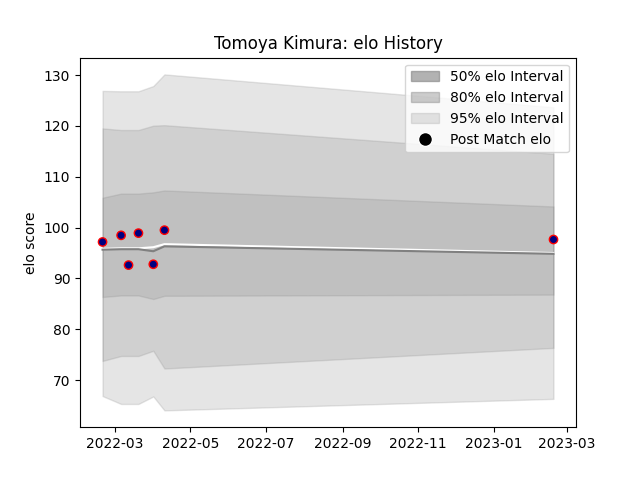 Tomoya Kimura: elo History
130
120
110
100
90
80
70
elo score
50% elo Interval
80% elo Interval
95% elo Interval
Post Match elo
2022-03
2022-05
2022-07
2022-09
2022-11
2023-01
2023-03